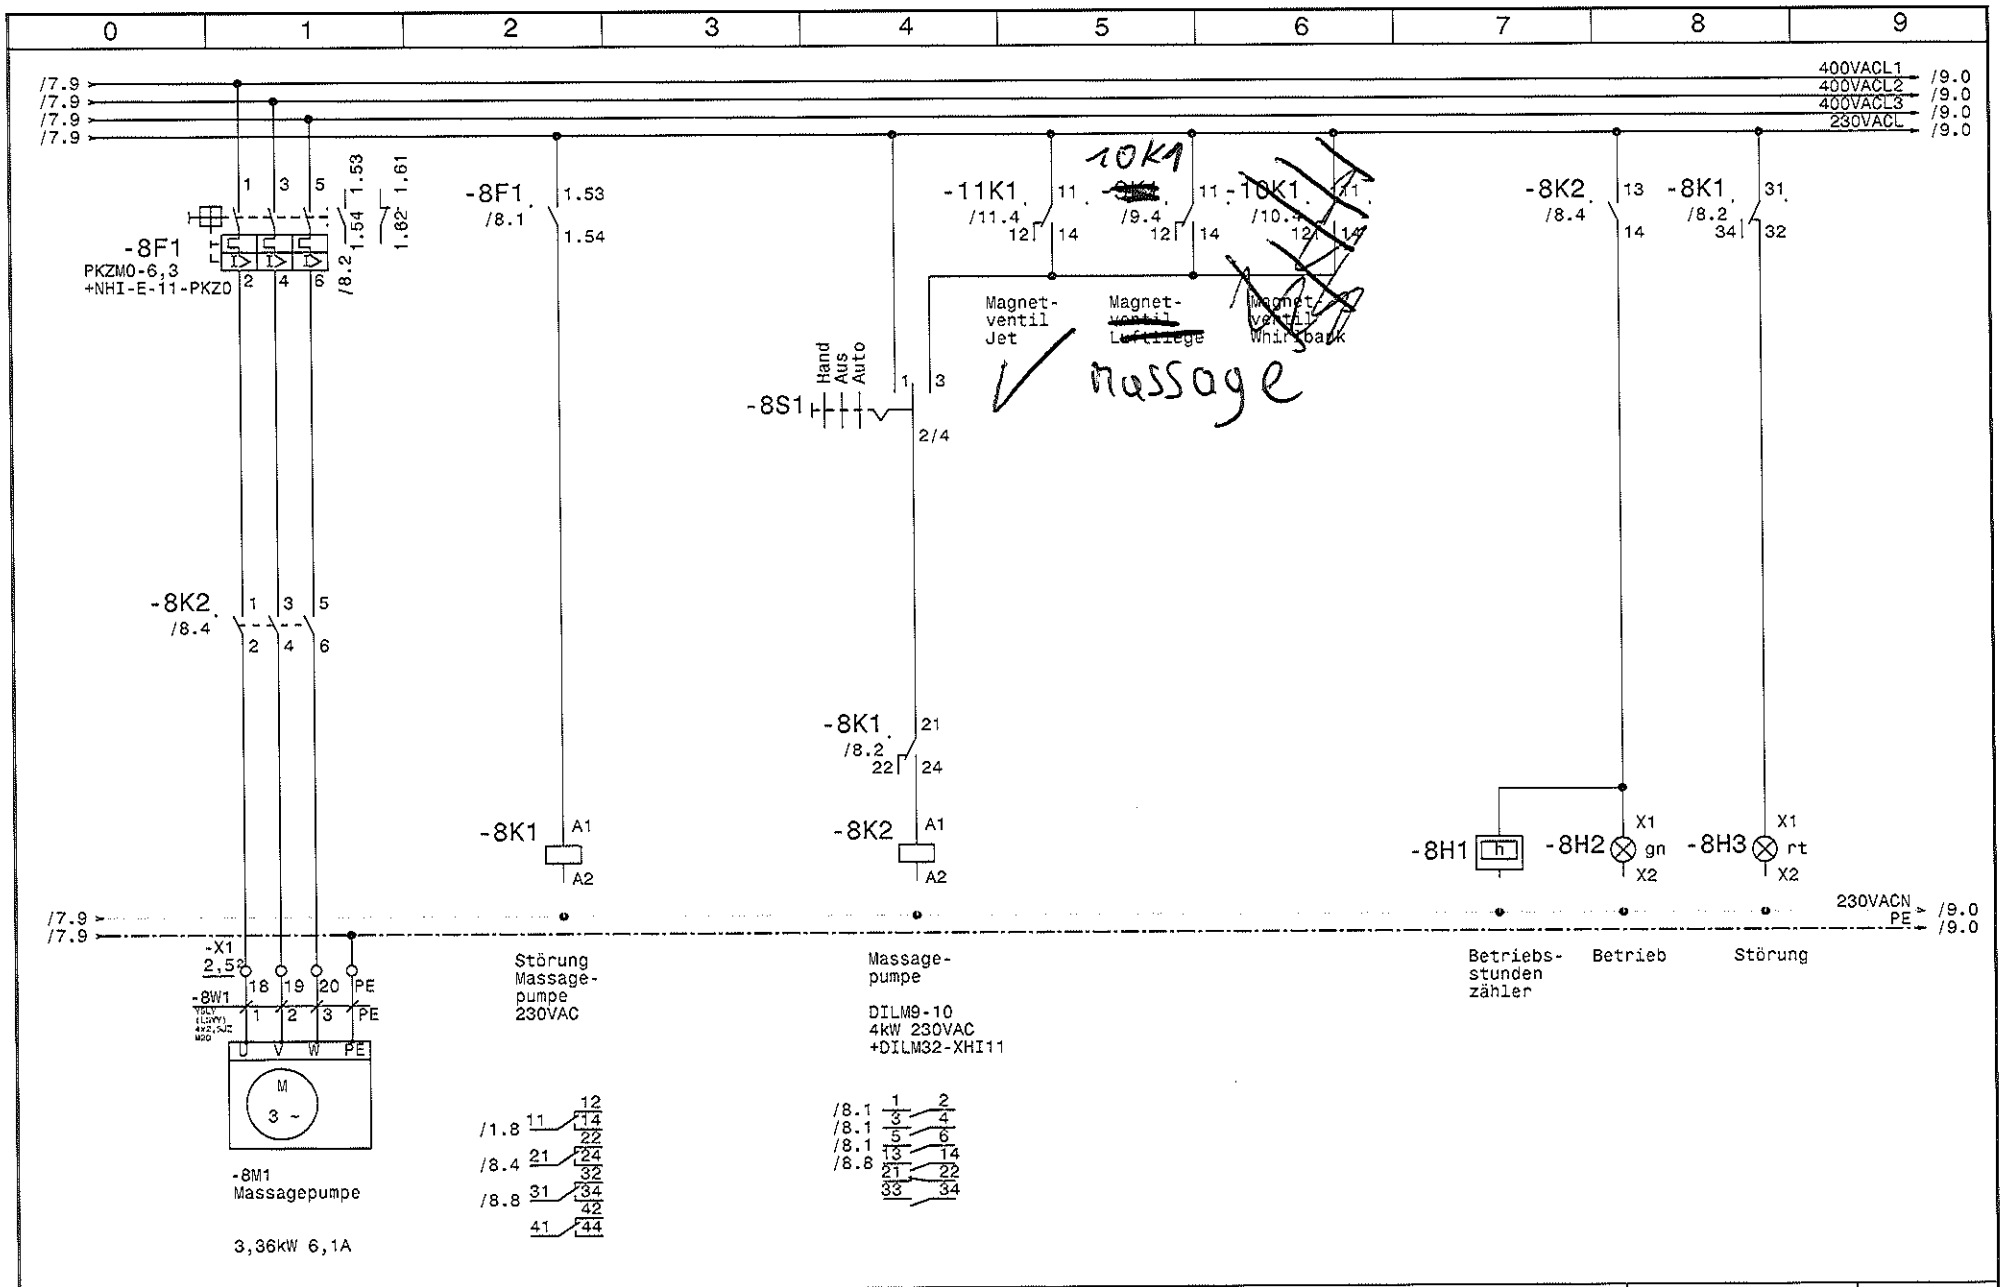 0 1 2 3 4 5 6 7 8 9
/7.9 400VACL1 /9.0
/7.9 400VACL2 /9.0
/7.9 400VACL3 /9.0
/7.9 230VACL /9.0
10K1
1 3 5 1.53 1.61
1.54 1.62
-8F1
PKZM0-6,3
+NHI-E-11-PKZ0
2 4 6 /8.2
-8F1 1.53
/8.1
1.54
-11K1 11
/11.4
12 14
11
/9.4
12 14
-10K1 11
/10.4
12 14
-8K2 13
/8.4
14
-8K1 31
/8.2
34 32
Magnet-
ventil
Jet
Magnet-
ventil
Luftliege
Magnet-
ventil
Whirlbank
massage
Hand
Aus
Auto
-8S1
1 3
2/4
-8K2 1 3 5
/8.4
2 4 6
-8K1 21
/8.2
22 24
-8K1 A1
A2
-8K2 A1
A2
-8H1 h
-8H2 X1
gn
X2
-8H3 X1
rt
X2
/7.9 230VACN /9.0
/7.9 PE /9.0
-X1
2,5²
18 19 20 PE
-8W1
1 2 3 PE
4x2,5JZ
M20
U V W PE
M
3 ~
-8M1
Massagepumpe
3,36kW 6,1A
Störung
Massage-
pumpe
230VAC
Massage-
pumpe
DILM9-10
4kW 230VAC
+DILM32-XHI11
Betriebs-
stunden
zähler
Betrieb
Störung
12
/1.8 11 14
22
/8.4 21 24
32
/8.8 31 34
42
41 44
/8.1 1 2
/8.1 3 4
/8.1 5 6
/8.8 13 14
21 22
33 34